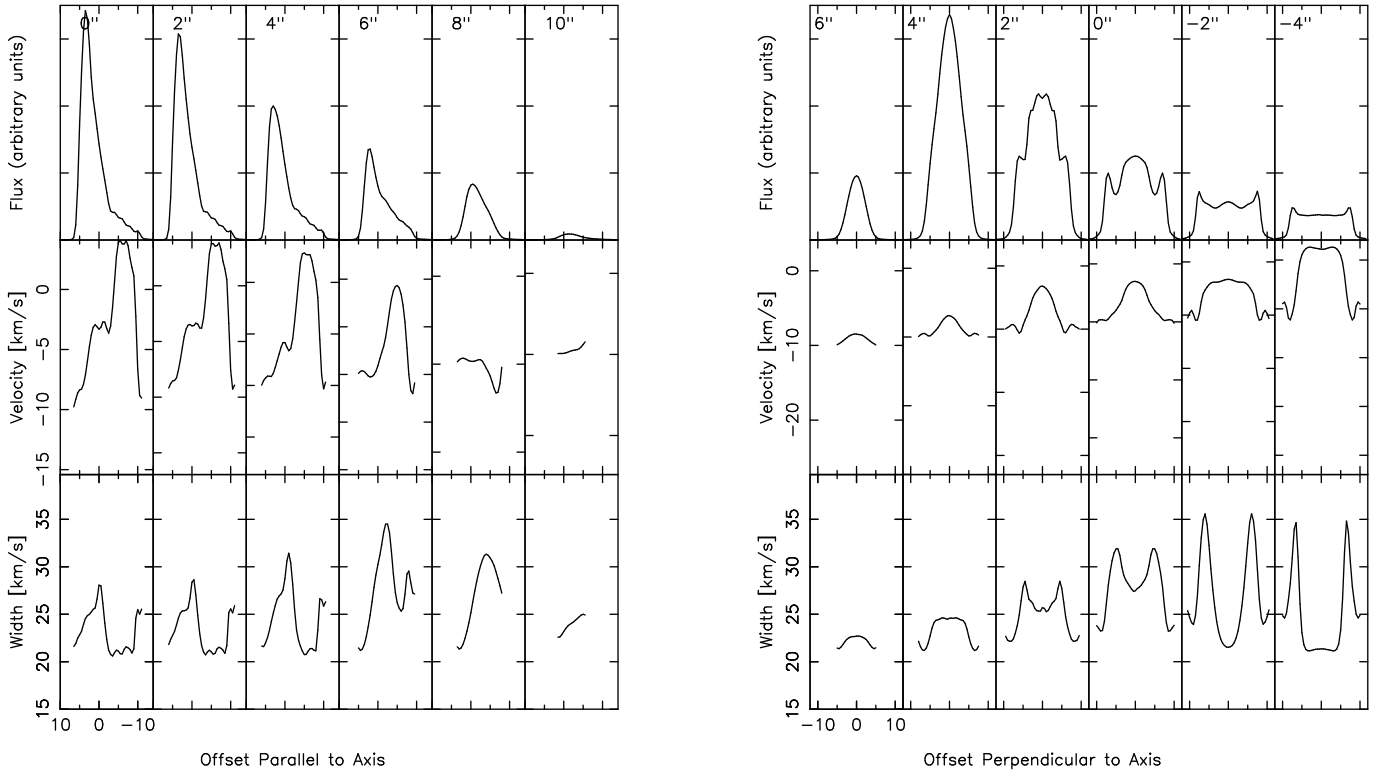 0" 2" 4" 6" 8" 10"
Flux (arbitrary units)
0 −5 −10 −15
Velocity [km/s]
35 30 25 20 15
Width [km/s]
10 0 −10
Offset Parallel to Axis
6" 4" 2" 0" −2" −4"
Flux (arbitrary units)
0 −10 −20
Velocity [km/s]
35 30 25 20 15
Width [km/s]
−10 0 10
Offset Perpendicular to Axis